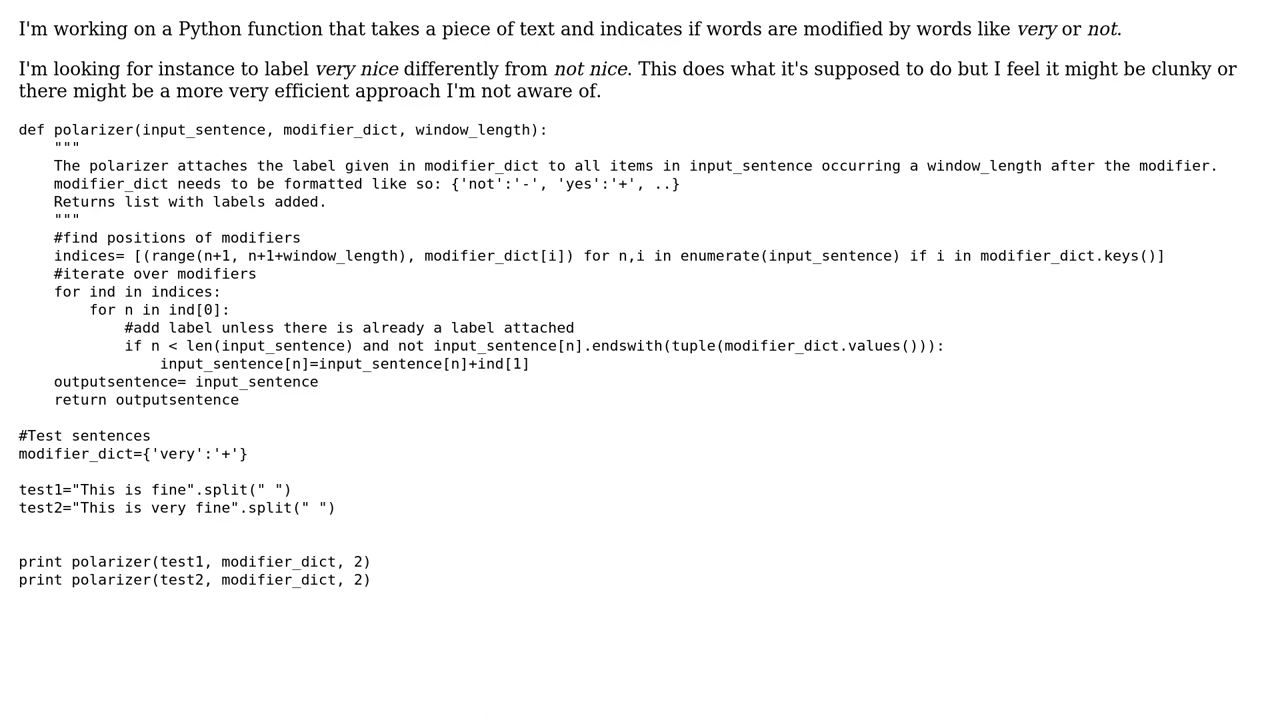 I'm working on a Python function that takes a piece of text and indicates if words are modified by words like very or not.
I'm looking for instance to label very nice differently from not nice. This does what it's supposed to do but I feel it might be clunky or
there might be a more very efficient approach I'm not aware of.
def polarizer(input_sentence, modifier_dict, window_length):
    """
    The polarizer attaches the label given in modifier_dict to all items in input_sentence occurring a window_length after the modifier.
    modifier_dict needs to be formatted like so: {'not':'-', 'yes':'+', ..}
    Returns list with labels added.
    """
    #find positions of modifiers
    indices= [(range(n+1, n+1+window_length), modifier_dict[i]) for n,i in enumerate(input_sentence) if i in modifier_dict.keys()]
    #iterate over modifiers
    for ind in indices:
        for n in ind[0]:
            #add label unless there is already a label attached
            if n < len(input_sentence) and not input_sentence[n].endswith(tuple(modifier_dict.values())):
                input_sentence[n]=input_sentence[n]+ind[1]
    outputsentence= input_sentence
    return outputsentence
#Test sentences
modifier_dict={'very':'+'}
test1="This is fine".split(" ")
test2="This is very fine".split(" ")
print polarizer(test1, modifier_dict, 2)
print polarizer(test2, modifier_dict, 2)